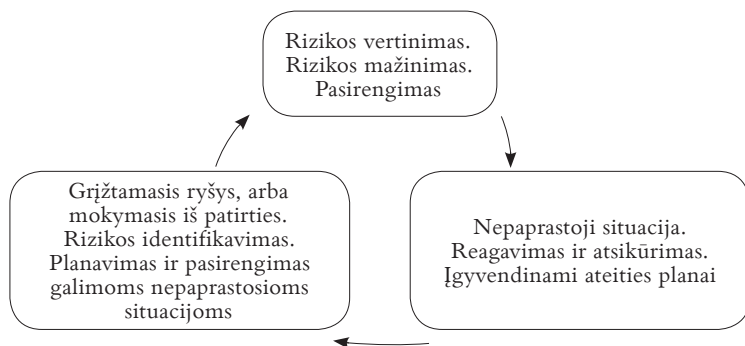 Rizikos vertinimas.
Rizikos mažinimas.
Pasirengimas
Grįžtamasis ryšys, arba
mokymasis iš patirties.
Rizikos identifikavimas.
Planavimas ir pasirengimas
galimoms nepaprastosioms
situacijoms
Nepaprastoji situacija.
Reagavimas ir atsikūrimas.
Įgyvendinami ateities planai